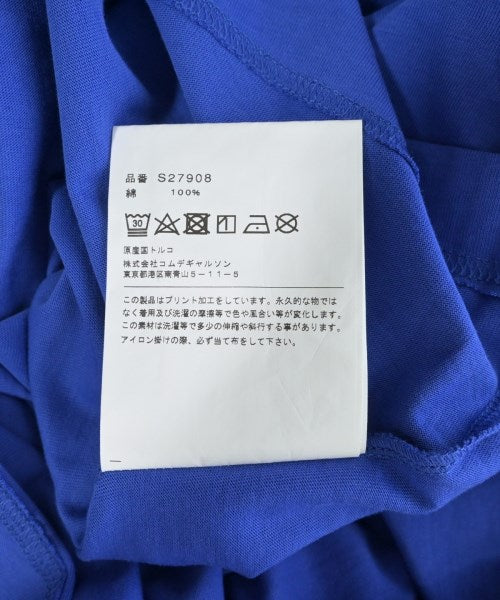 品番 S27908
綿 100%
30
原産国トルコ
株式会社コムデギャルソン
東京都港区南青山5－11－5
この製品はプリント加工をしています。永久的な物では
なく着用及び洗濯の摩擦等で色や風合い等が変化します。
この素材は洗濯等で多少の伸縮や斜行する事があります。
アイロン掛けの際、必ず当て布をして下さい。